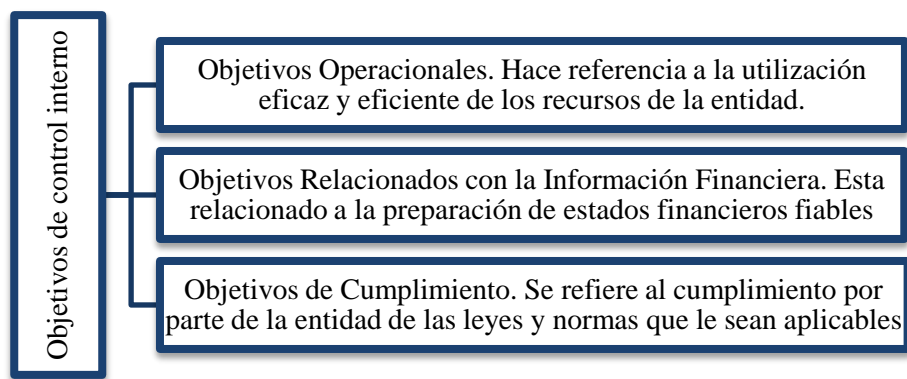 Objetivos de control interno
Objetivos Operacionales. Hace referencia a la utilización
eficaz y eficiente de los recursos de la entidad.
Objetivos Relacionados con la Información Financiera. Esta
relacionado a la preparación de estados financieros fiables
Objetivos de Cumplimiento. Se refiere al cumplimiento por
parte de la entidad de las leyes y normas que le sean aplicables